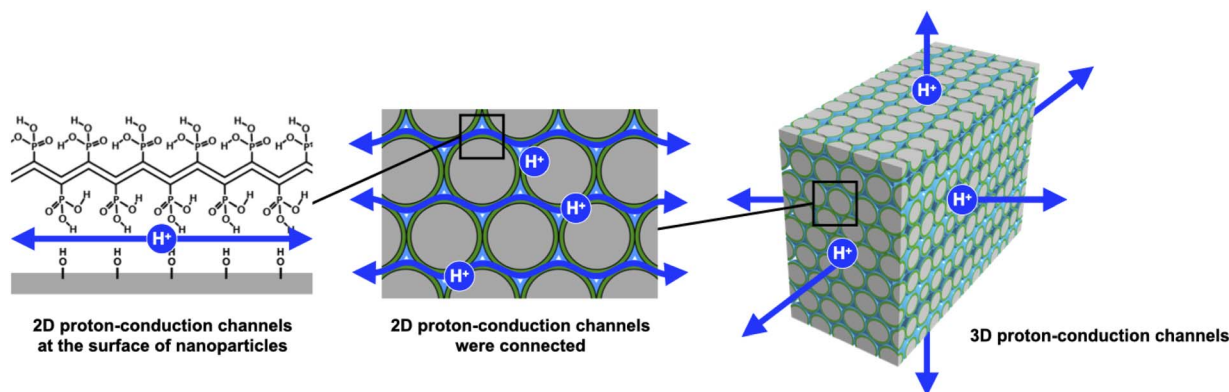 H⁺
2D proton-conduction channels
at the surface of nanoparticles
H⁺
H⁺
H⁺
2D proton-conduction channels
were connected
H⁺
H⁺
H⁺
3D proton-conduction channels